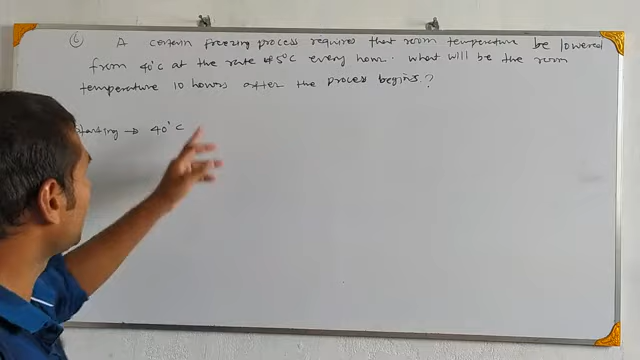 ⑥ A certain freezing process requires that room temperature be lowered
from 40°C at the rate of 5°C every hour. what will be the room
temperature 10 hours after the process begins?
starting → 40°C